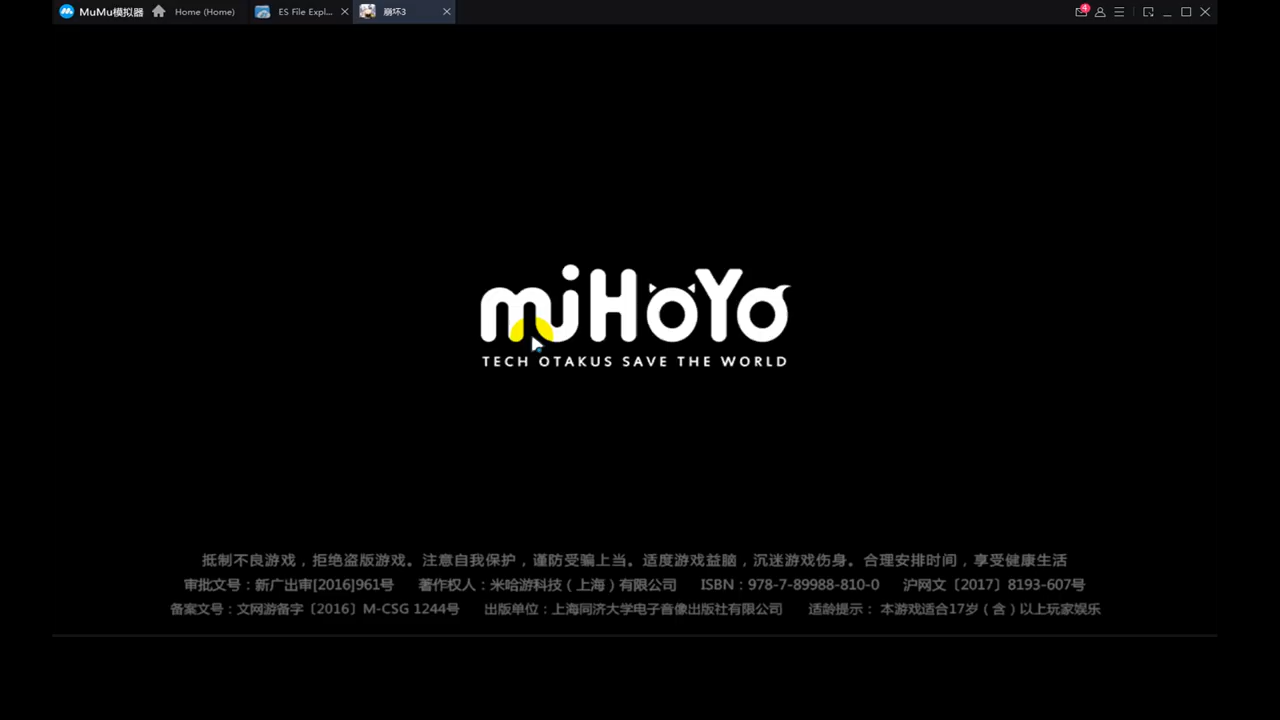 MuMu模拟器 Home (Home) ES File Expl... 崩坏3 4
miHoYo
TECH OTAKUS SAVE THE WORLD
抵制不良游戏，拒绝盗版游戏。注意自我保护，谨防受骗上当。适度游戏益脑，沉迷游戏伤身。合理安排时间，享受健康生活
审批文号：新广出审[2016]961号 著作权人：米哈游科技（上海）有限公司 ISBN：978-7-89988-810-0 沪网文〔2017〕8193-607号
备案文号：文网游备字〔2016〕M-CSG 1244号 出版单位：上海同济大学电子音像出版社有限公司 适龄提示： 本游戏适合17岁（含）以上玩家娱乐